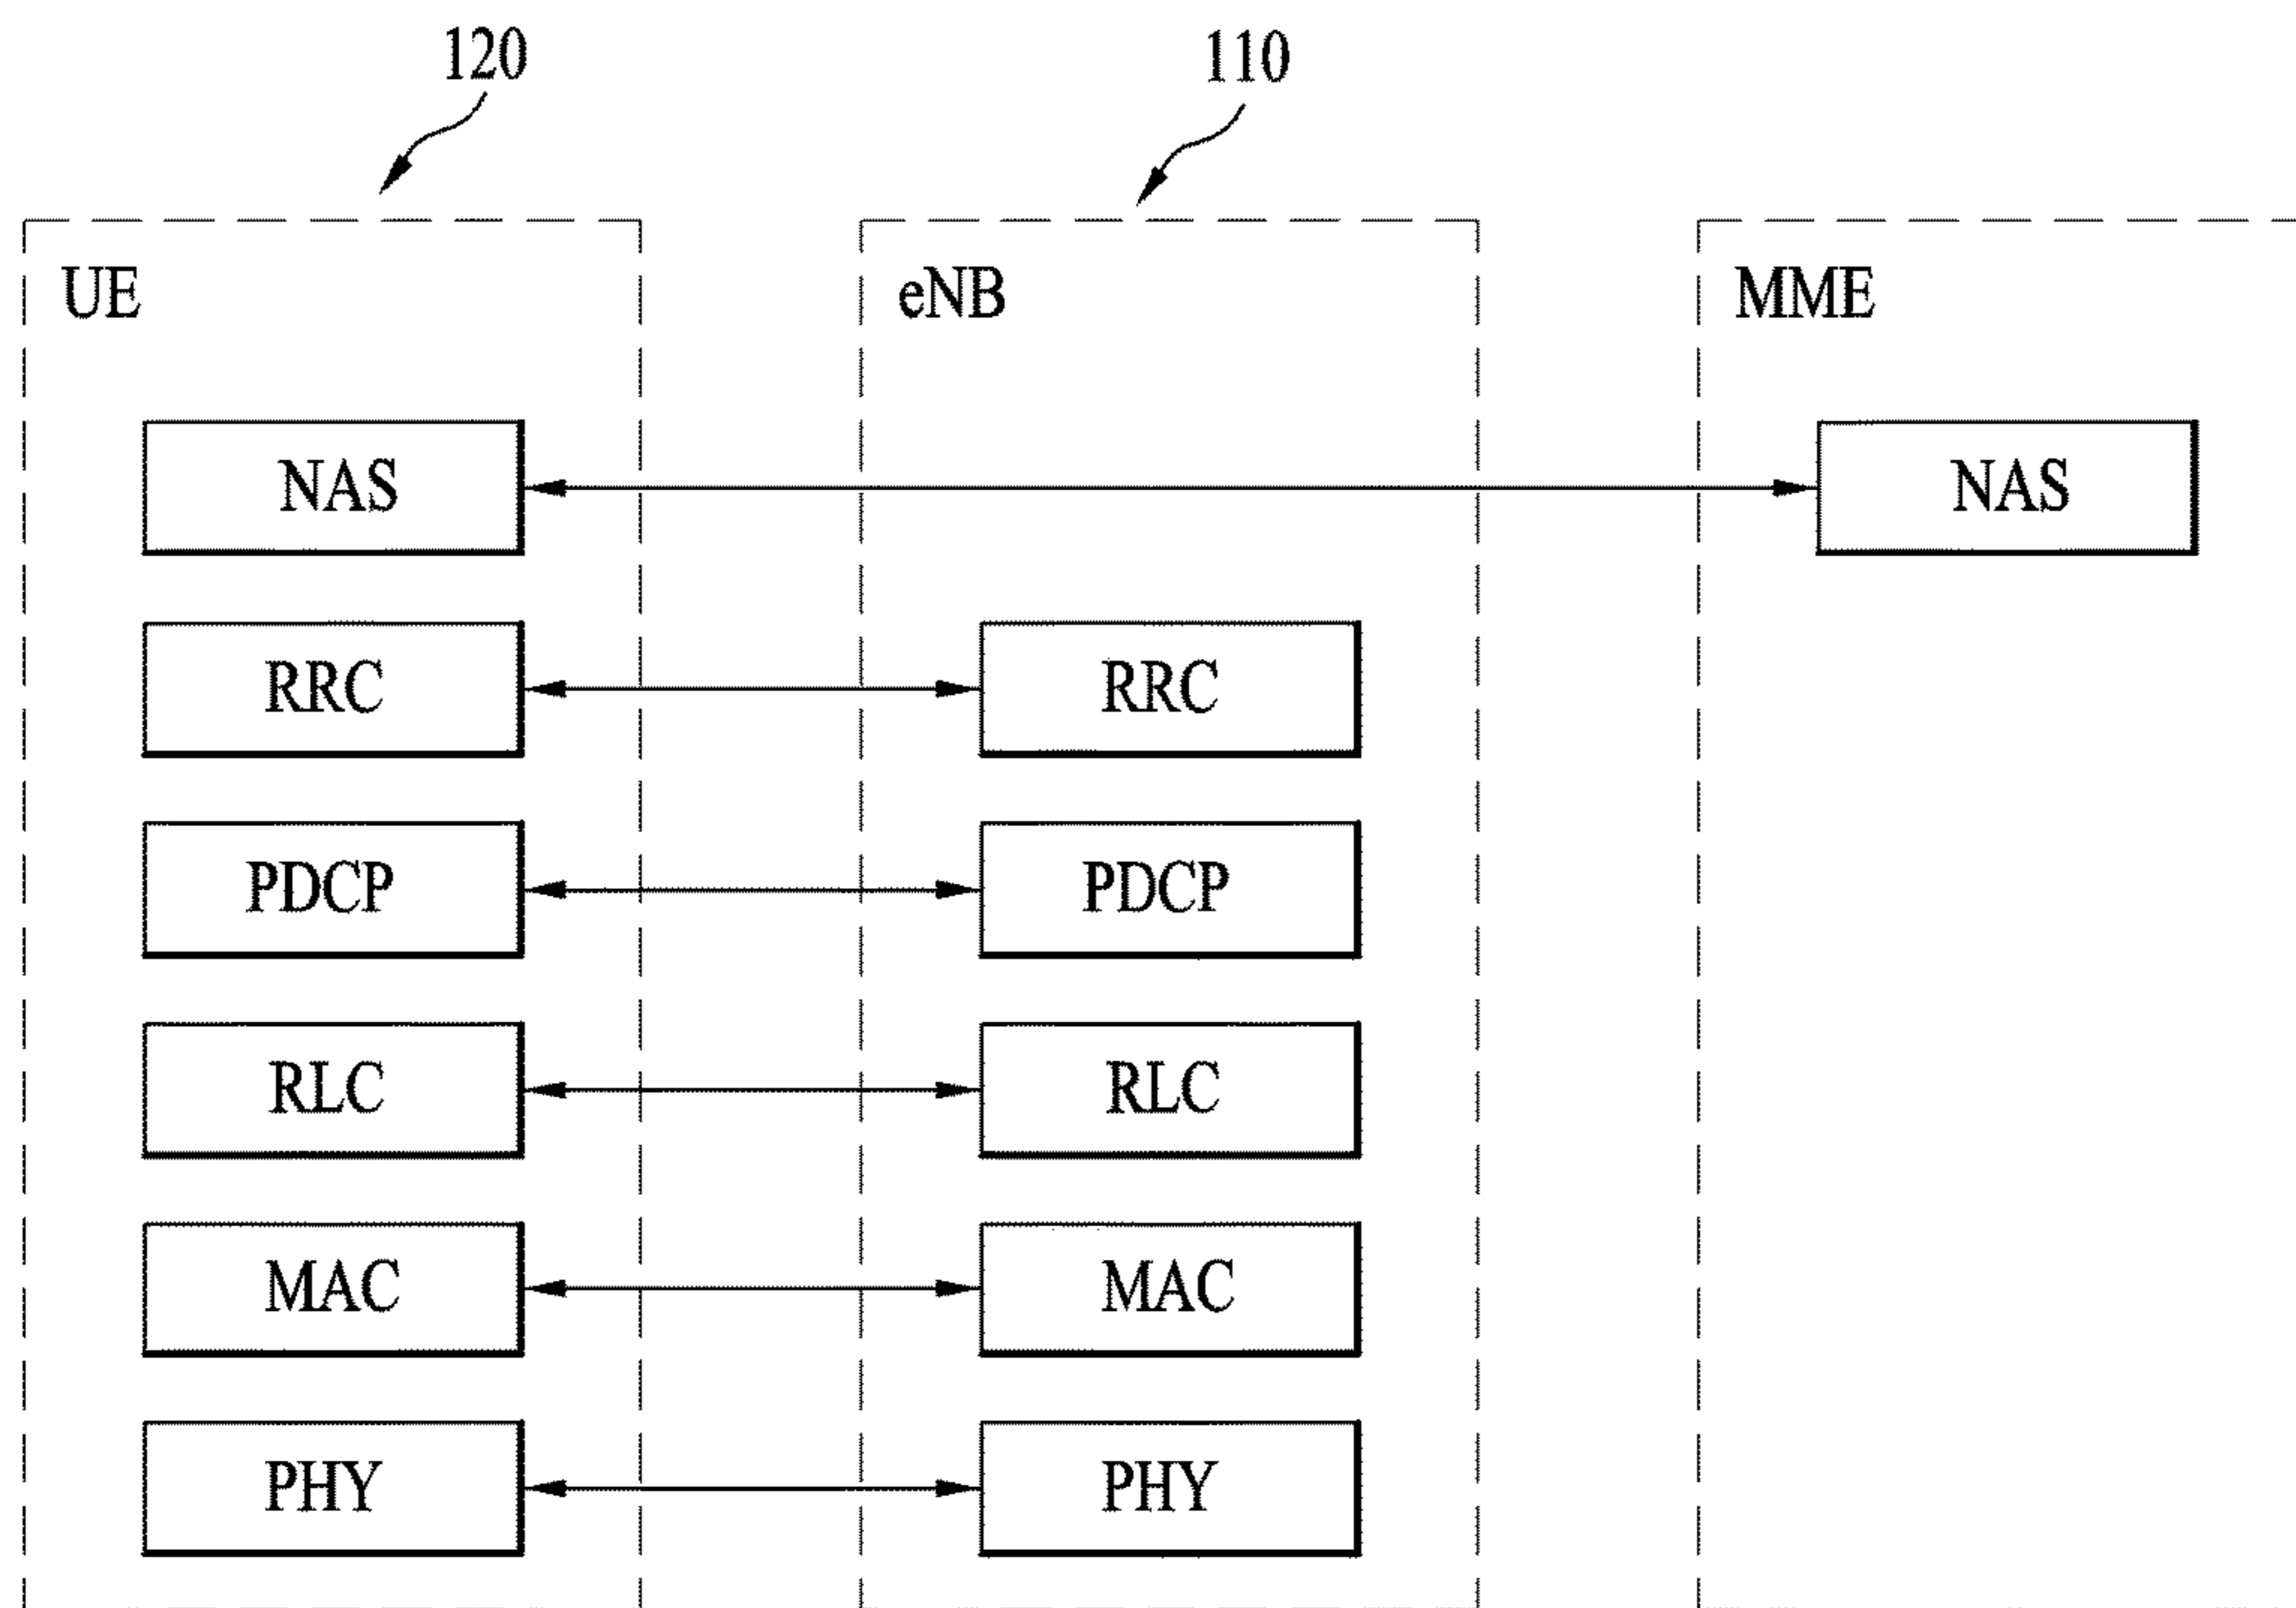 120 110
UE eNB MME
NAS NAS
RRC RRC
PDCP PDCP
RLC RLC
MAC MAC
PHY PHY